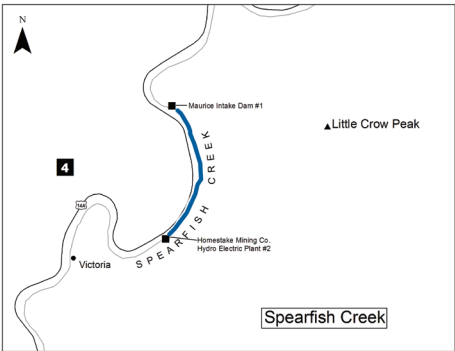 N
Maurice Intake Dam #1
Little Crow Peak
4
14A
SPEARFISH CREEK
Homestake Mining Co.
Hydro Electric Plant #2
Victoria
Spearfish Creek